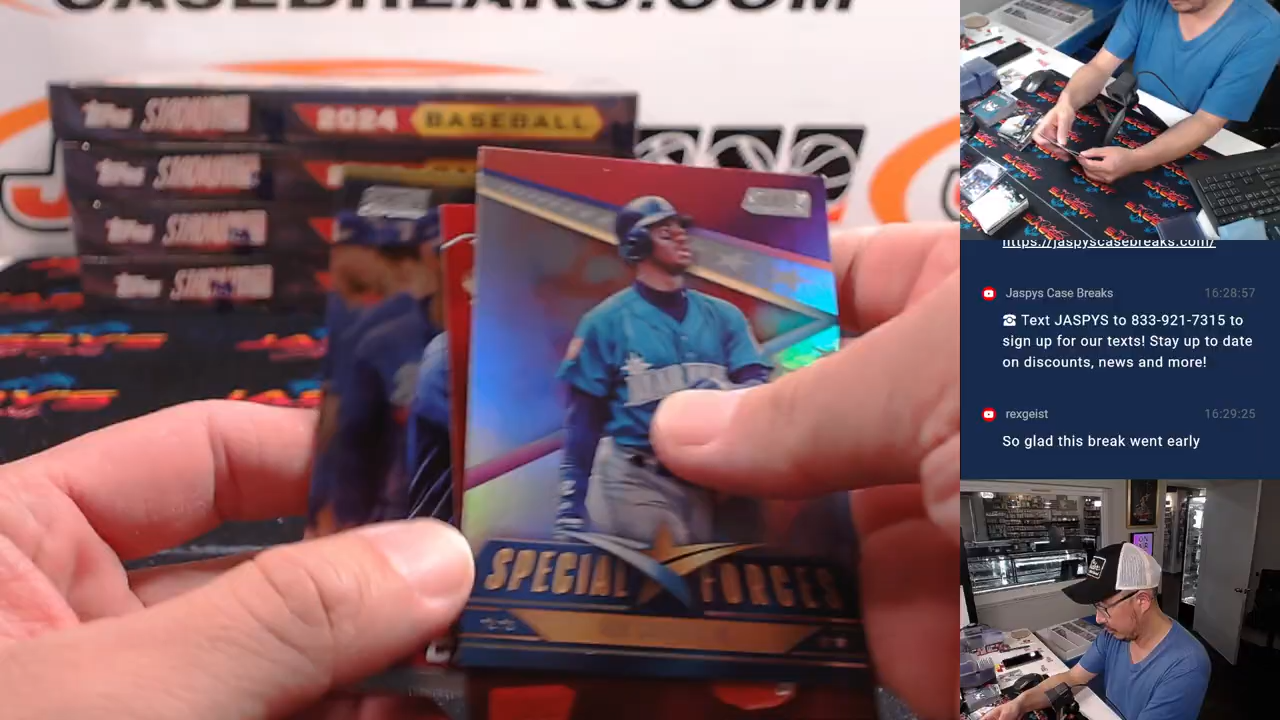 CASEBREAKS.COM
Topps STADIUM 2024 BASEBALL
Topps STADIUM
Topps STADIUM
Topps STADIUM
SPECIAL FORCES
https://jaspyscasebreaks.com/
Jaspys Case Breaks 16:28:57
☎ Text JASPYS to 833-921-7315 to
sign up for our texts! Stay up to date
on discounts, news and more!
rexgeist 16:29:25
So glad this break went early